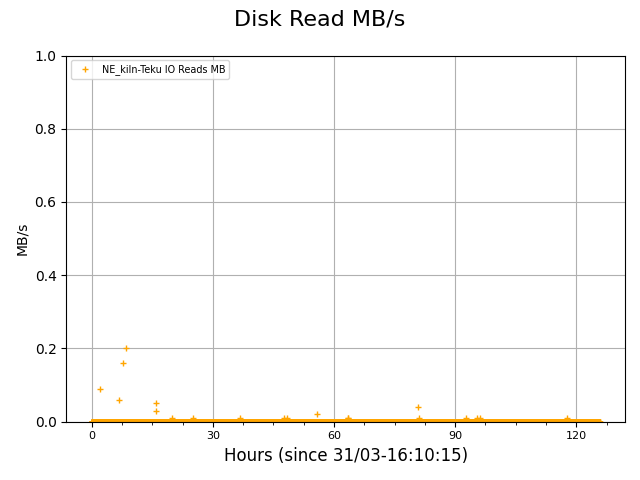 Disk Read MB/s
1.0
NE_kiln-Teku IO Reads MB
0.8
0.6
MB/s
0.4
0.2
0.0
0 30 60 90 120
Hours (since 31/03-16:10:15)